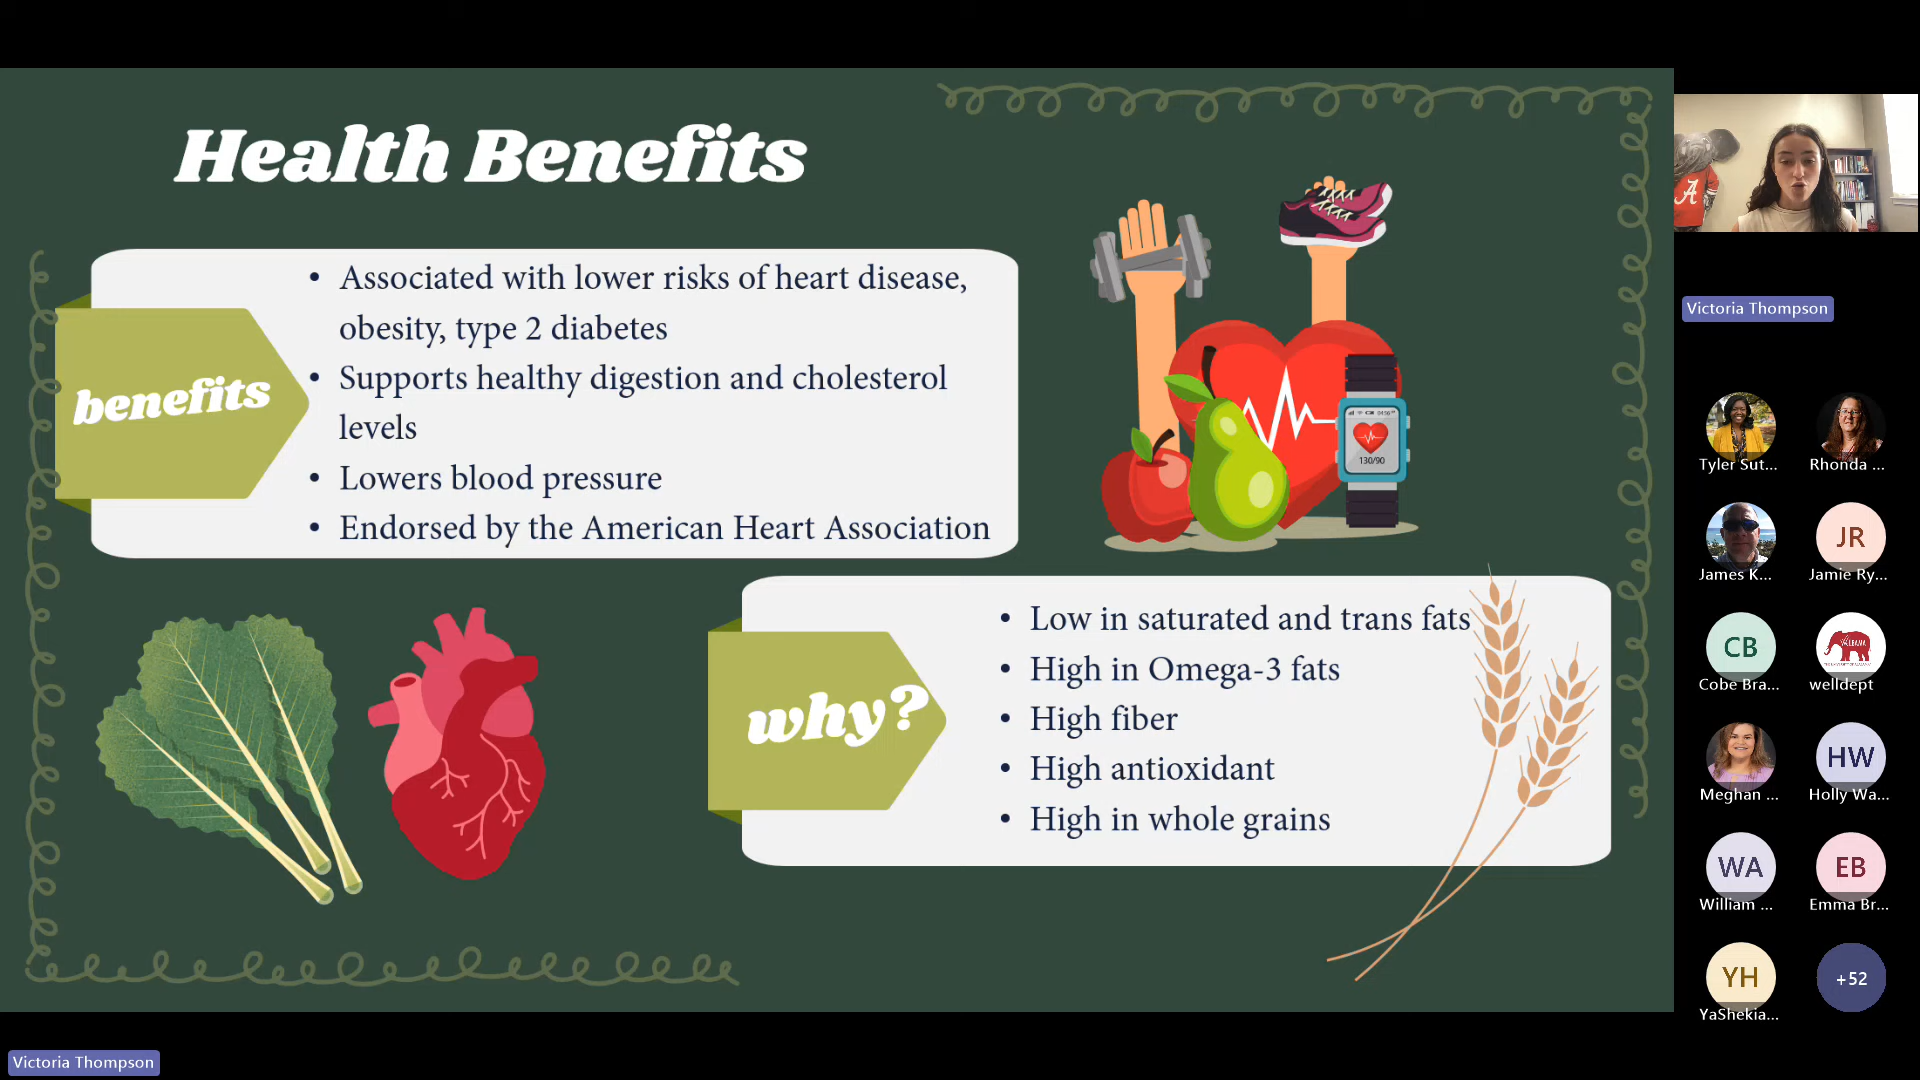 Health Benefits
benefits
• Associated with lower risks of heart disease,
obesity, type 2 diabetes
• Supports healthy digestion and cholesterol
levels
• Lowers blood pressure
• Endorsed by the American Heart Association
130/90
why?
• Low in saturated and trans fats
• High in Omega-3 fats
• High fiber
• High antioxidant
• High in whole grains
A
Victoria Thompson
Tyler Sut...
Rhonda ...
James K...
JR
Jamie Ry...
CB
Cobe Bra...
welldept
Meghan ...
HW
Holly Wa...
WA
William ...
EB
Emma Br...
YH
YaShekia...
+52
Victoria Thompson